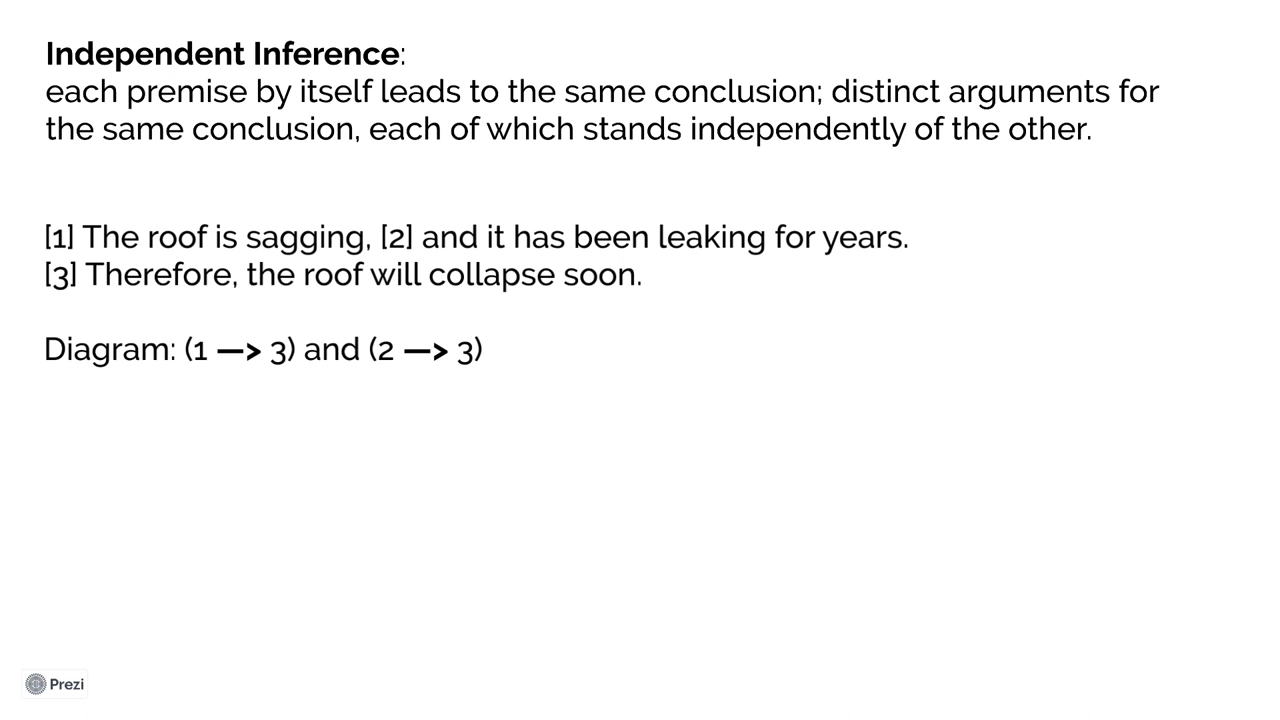 Independent Inference:
each premise by itself leads to the same conclusion; distinct arguments for
the same conclusion, each of which stands independently of the other.
[1] The roof is sagging, [2] and it has been leaking for years.
[3] Therefore, the roof will collapse soon.
Diagram: (1 —> 3) and (2 —> 3)
Prezi